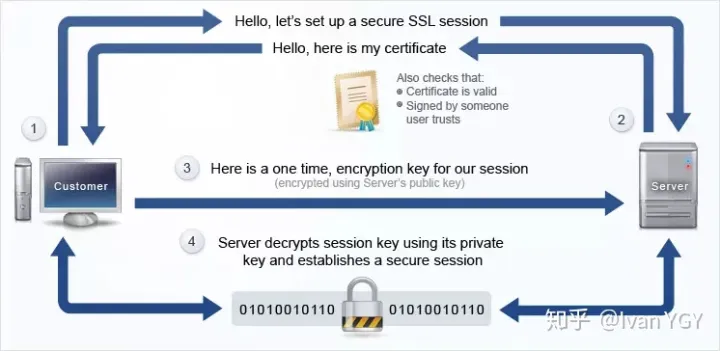 Hello, let's set up a secure SSL session
Hello, here is my certificate
Also checks that:
• Certificate is valid
• Signed by someone
user trusts
1
2
Customer
Server
3
Here is a one time, encryption key for our session
(encrypted using Server's public key)
4
Server decrypts session key using its private
key and establishes a secure session
01010010110
01010010110
知乎 @Ivan YGY